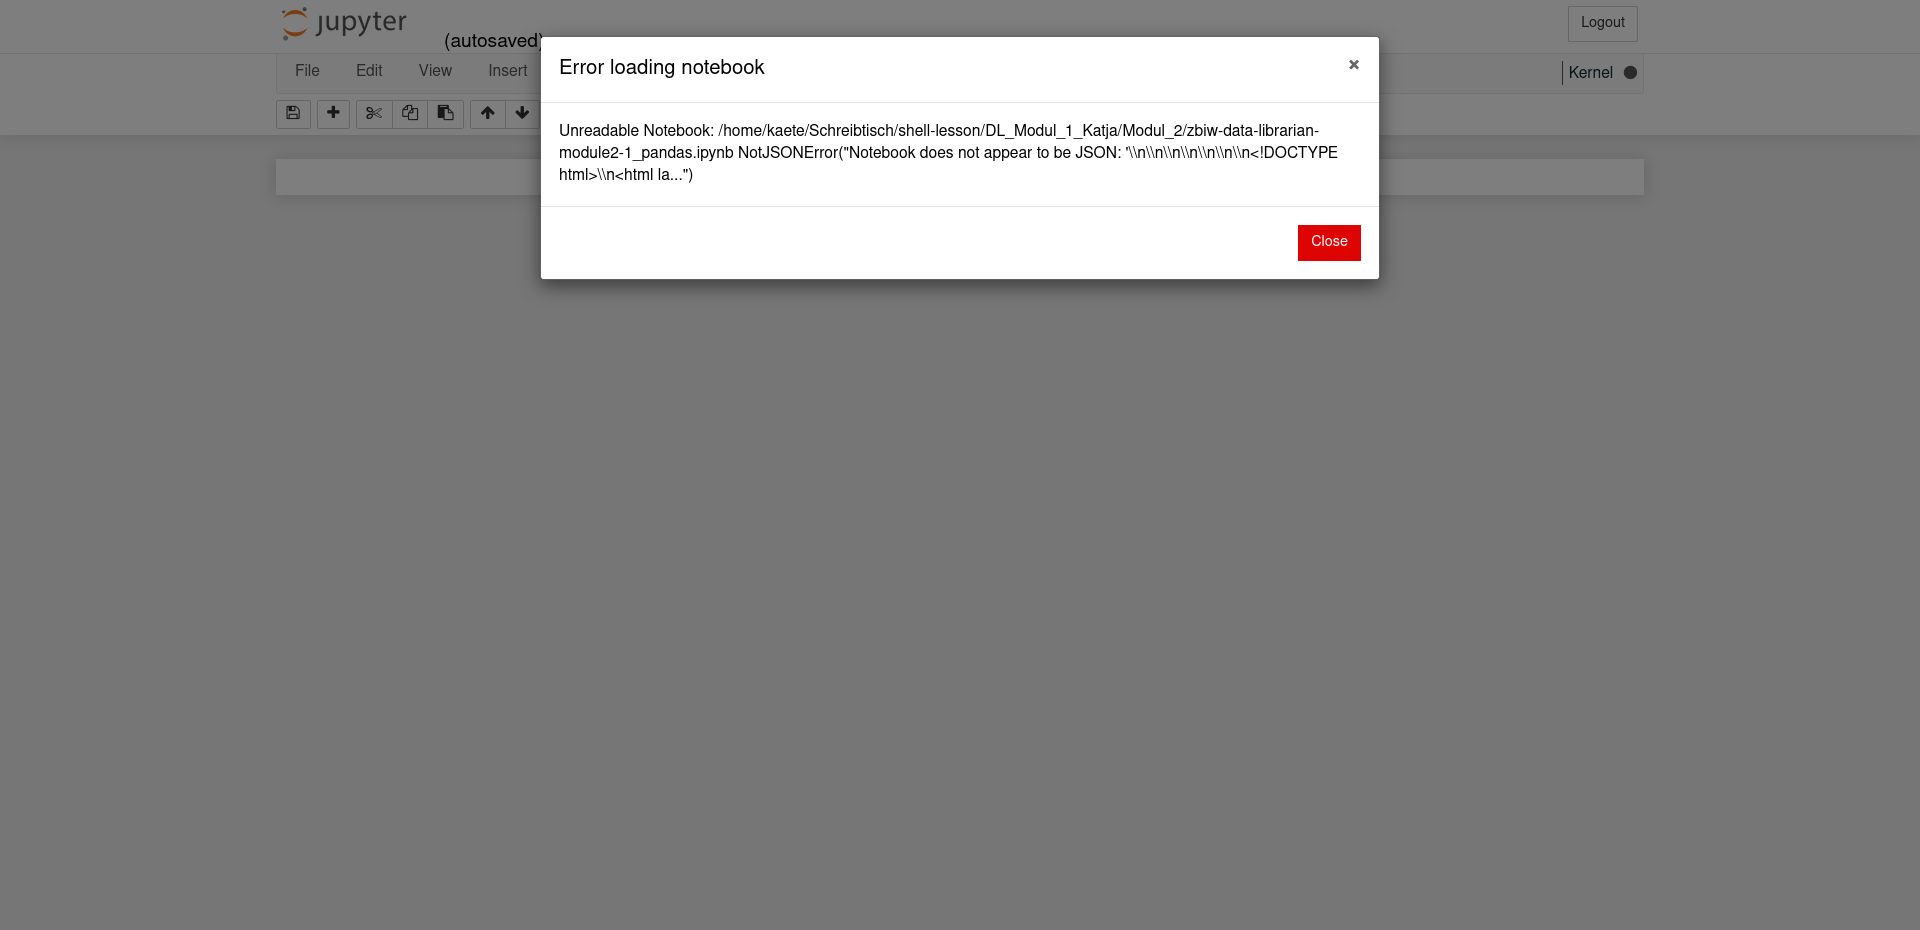 jupyter
(autosaved)
Logout
File Edit View Insert
Kernel
Error loading notebook
×
Unreadable Notebook: /home/kaete/Schreibtisch/shell-lesson/DL_Modul_1_Katja/Modul_2/zbiw-data-librarian-
module2-1_pandas.ipynb NotJSONError("Notebook does not appear to be JSON: '\\n\\n\\n\\n\\n\\n\\n<!DOCTYPE
html>\\n<html la...")
Close